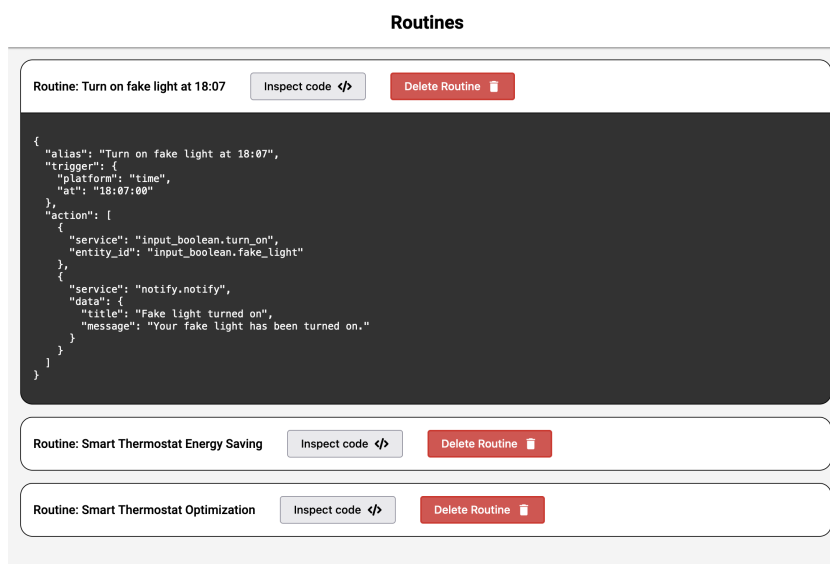 Routines
Routine: Turn on fake light at 18:07 Inspect code </> Delete Routine
{
  "alias": "Turn on fake light at 18:07",
  "trigger": {
    "platform": "time",
    "at": "18:07:00"
  },
  "action": [
    {
      "service": "input_boolean.turn_on",
      "entity_id": "input_boolean.fake_light"
    },
    {
      "service": "notify.notify",
      "data": {
        "title": "Fake light turned on",
        "message": "Your fake light has been turned on."
      }
    }
  ]
}
Routine: Smart Thermostat Energy Saving Inspect code </> Delete Routine
Routine: Smart Thermostat Optimization Inspect code </> Delete Routine